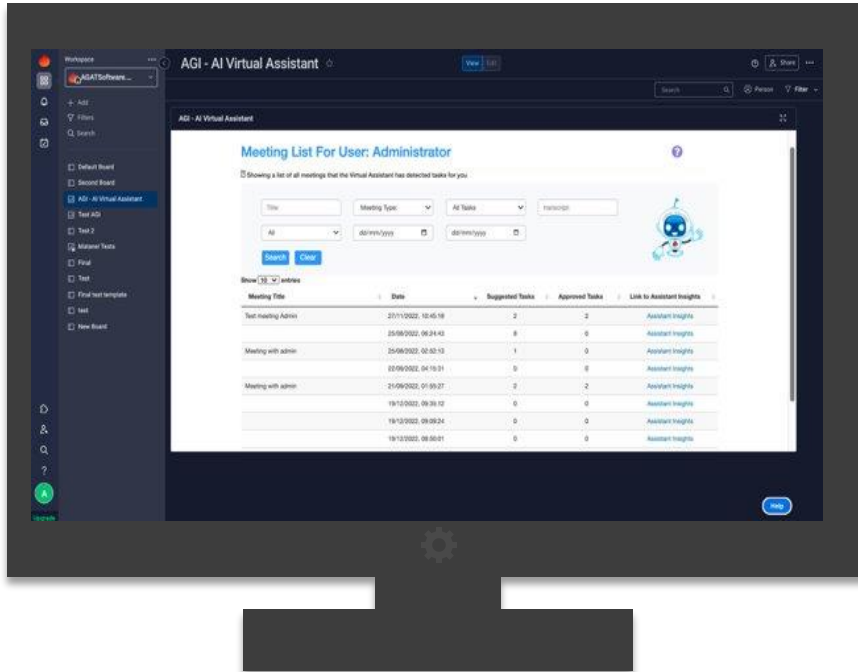 Workspace
AGATSoftware...
+ Add
Filters
Search
Default Board
Second Board
AGI - AI Virtual Assistant
Test AGI
Test 2
Matanel Tests
Final
Test
Final test template
test
New Board
Upgrade
AGI - AI Virtual Assistant
View Edit
Share
Search Person Filter
AGI - AI Virtual Assistant
Meeting List For User: Administrator
Showing a list of all meetings that the Virtual Assistant has detected tasks for you
Title Meeting Type: All Tasks transcript
All dd/mm/yyyy dd/mm/yyyy
Search Clear
Show 10 entries
Meeting Title Date Suggested Tasks Approved Tasks Link to Assistant Insights
Test meeting Admin 27/11/2022, 10:45:18 2 2 Assistant Insights
25/08/2022, 06:24:43 0 Assistant Insights
Meeting with admin 25/08/2022, 02:52:13 1 0 Assistant Insights
22/09/2022, 04:15:31 0 0 Assistant Insights
Meeting with admin 21/09/2022, 01:55:27 2 2 Assistant Insights
19/12/2022, 09:35:12 0 0 Assistant Insights
19/12/2022, 09:09:24 0 0 Assistant Insights
19/12/2022, 09:00:01 0 0 Assistant Insights
A
Help